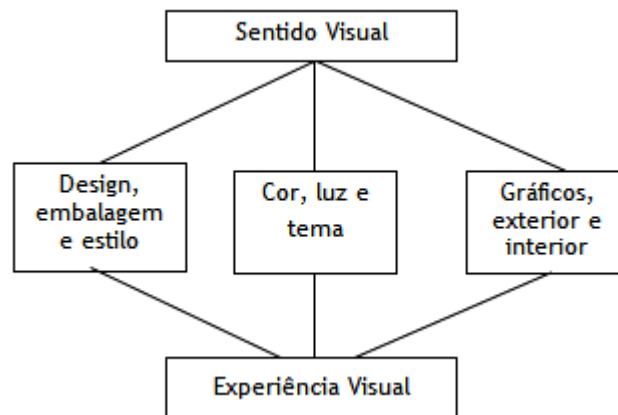 Sentido Visual
Design,
embalagem
e estilo
Cor, luz e
tema
Gráficos,
exterior e
interior
Experiência Visual